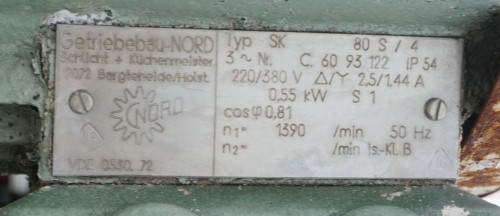 Getriebebau-NORD
Schlicht + Küchenmeister
2072 Bargteheide/Holst.
NORD
VDE 0530. 72
Typ SK 80 S / 4
3~ Nr. C. 60 93 122 IP 54
220/380 V Δ/Y 2,5/1.44 A
0,55 kW S 1
cosφ 0.81
n₁= 1390 /min 50 Hz
n₂= /min Is.-Kl. B